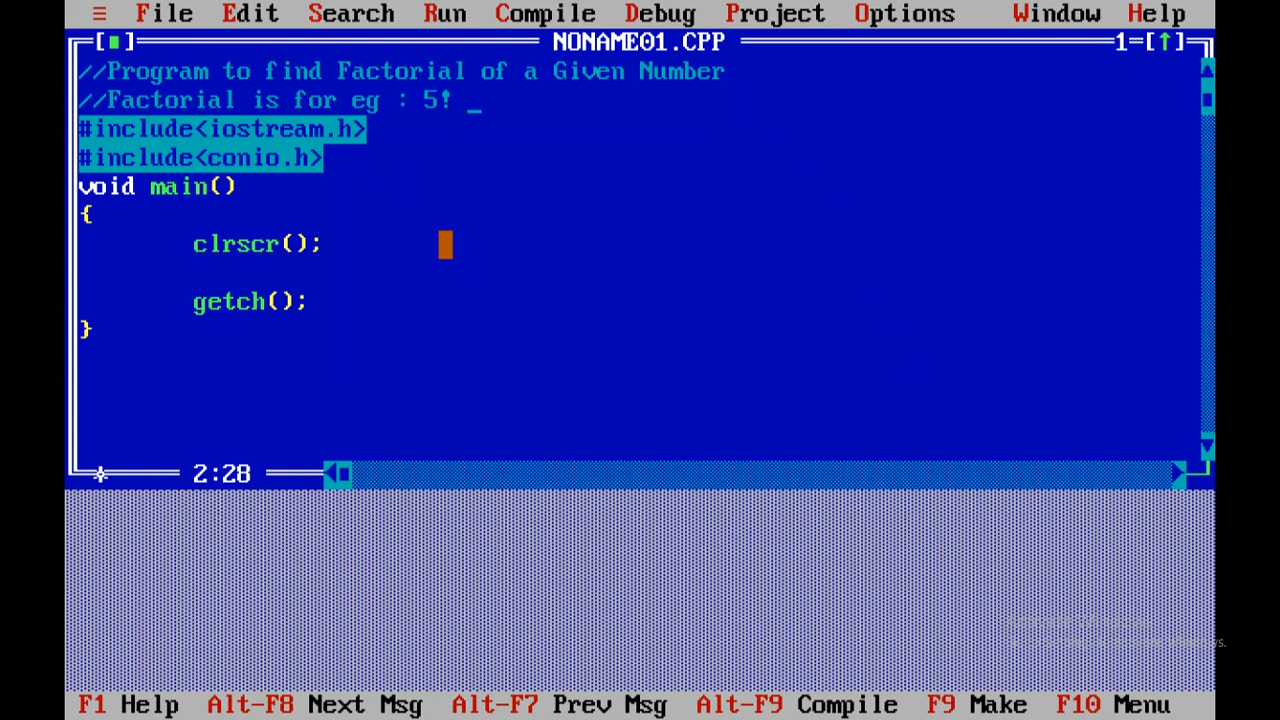 ≡ File Edit Search Run Compile Debug Project Options Window Help
[■] NONAME01.CPP 1=[↑]
//Program to find Factorial of a Given Number
//Factorial is for eg : 5! _
#include<iostream.h>
#include<conio.h>
void main()
{
clrscr();
getch();
}
2:28
F1 Help Alt-F8 Next Msg Alt-F7 Prev Msg Alt-F9 Compile F9 Make F10 Menu